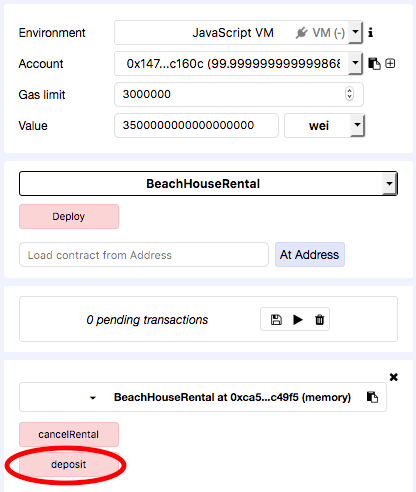 Environment JavaScript VM VM (-)
Account 0x147...c160c (99.999999999999868
Gas limit 3000000
Value 3500000000000000000 wei
BeachHouseRental
Deploy
Load contract from Address At Address
0 pending transactions
BeachHouseRental at 0xca5...c49f5 (memory)
cancelRental
deposit